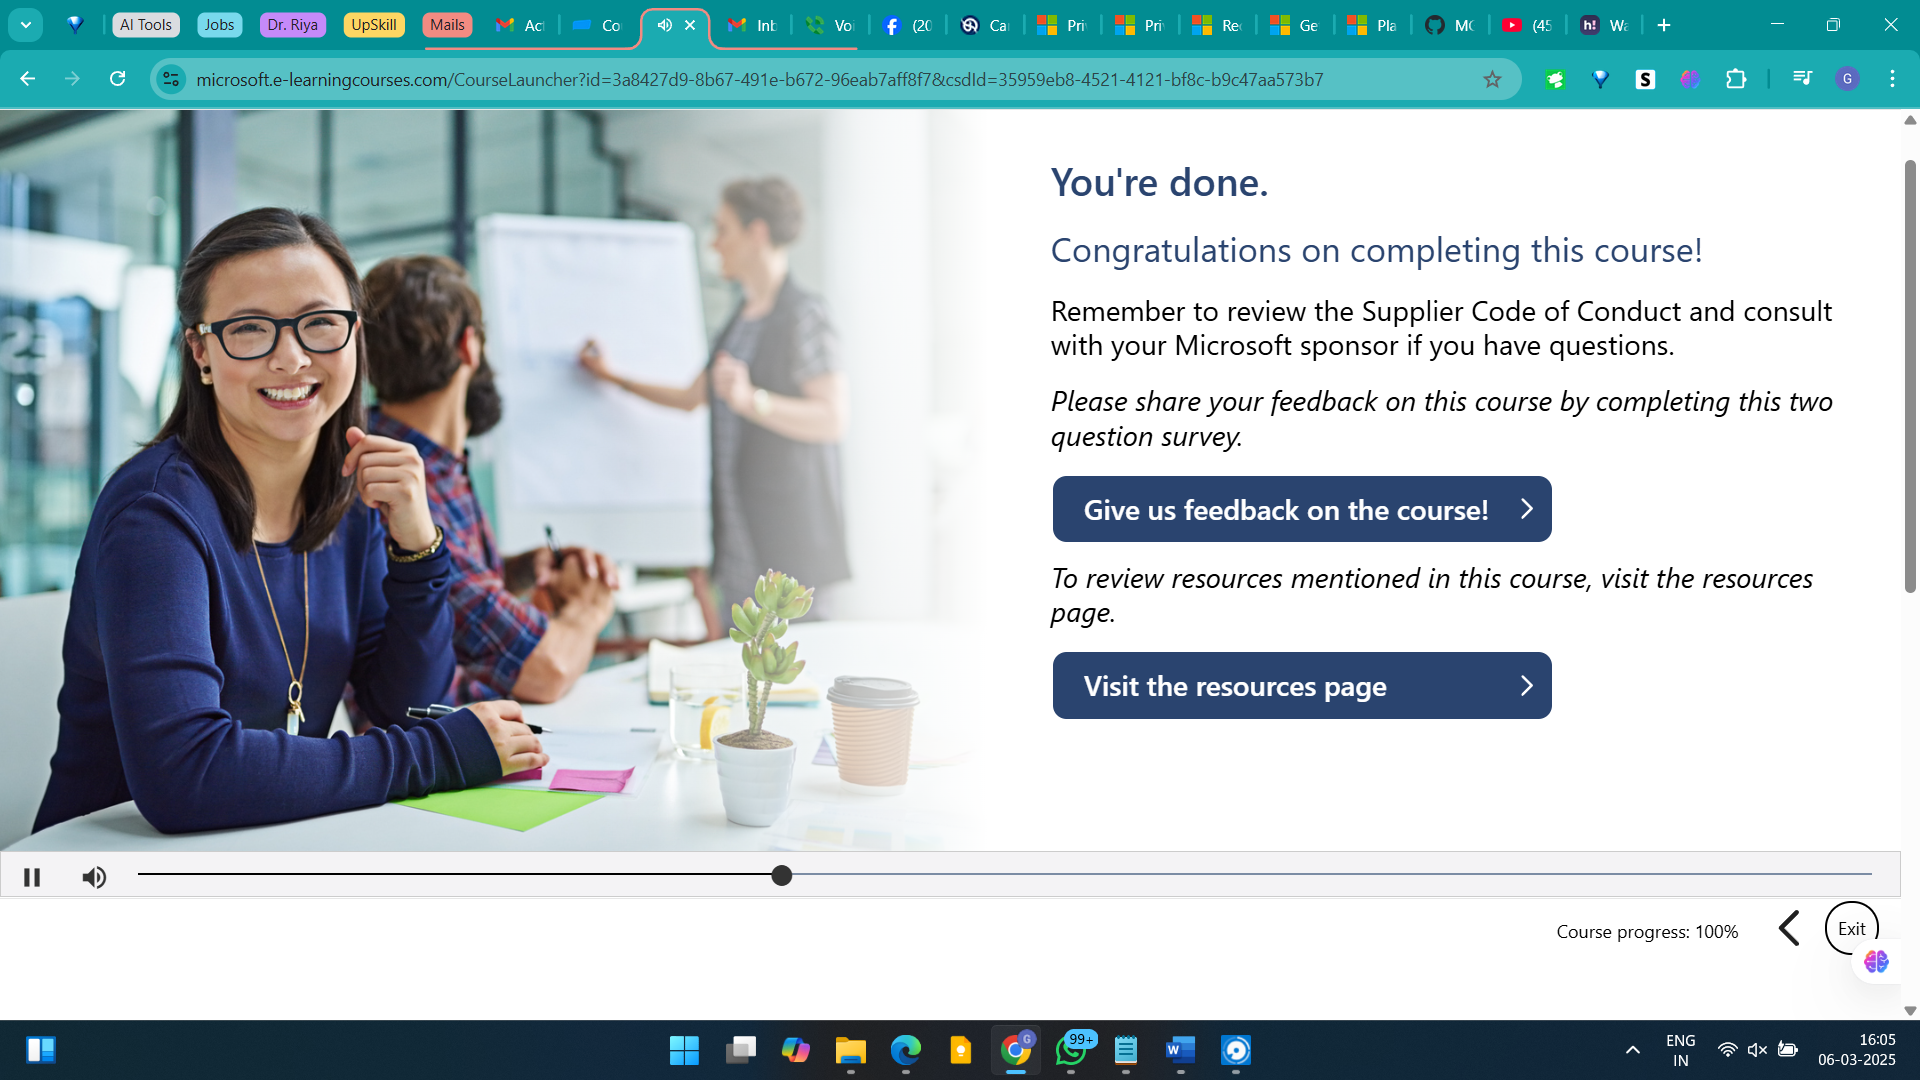 AI Tools
Jobs
Dr. Riya
UpSkill
Mails
Act
Co
Inb
Voi
(20
Ca
Priv
Priv
Rec
Ge
Pla
MC
(45
Wa
microsoft.e-learningcourses.com/CourseLauncher?id=3a8427d9-8b67-491e-b672-96eab7aff8f7&csdId=35959eb8-4521-4121-bf8c-b9c47aa573b7
G
You're done.
Congratulations on completing this course!
Remember to review the Supplier Code of Conduct and consult
with your Microsoft sponsor if you have questions.
Please share your feedback on this course by completing this two
question survey.
Give us feedback on the course!
To review resources mentioned in this course, visit the resources
page.
Visit the resources page
Course progress: 100%
Exit
99+
ENG
IN
16:05
06-03-2025